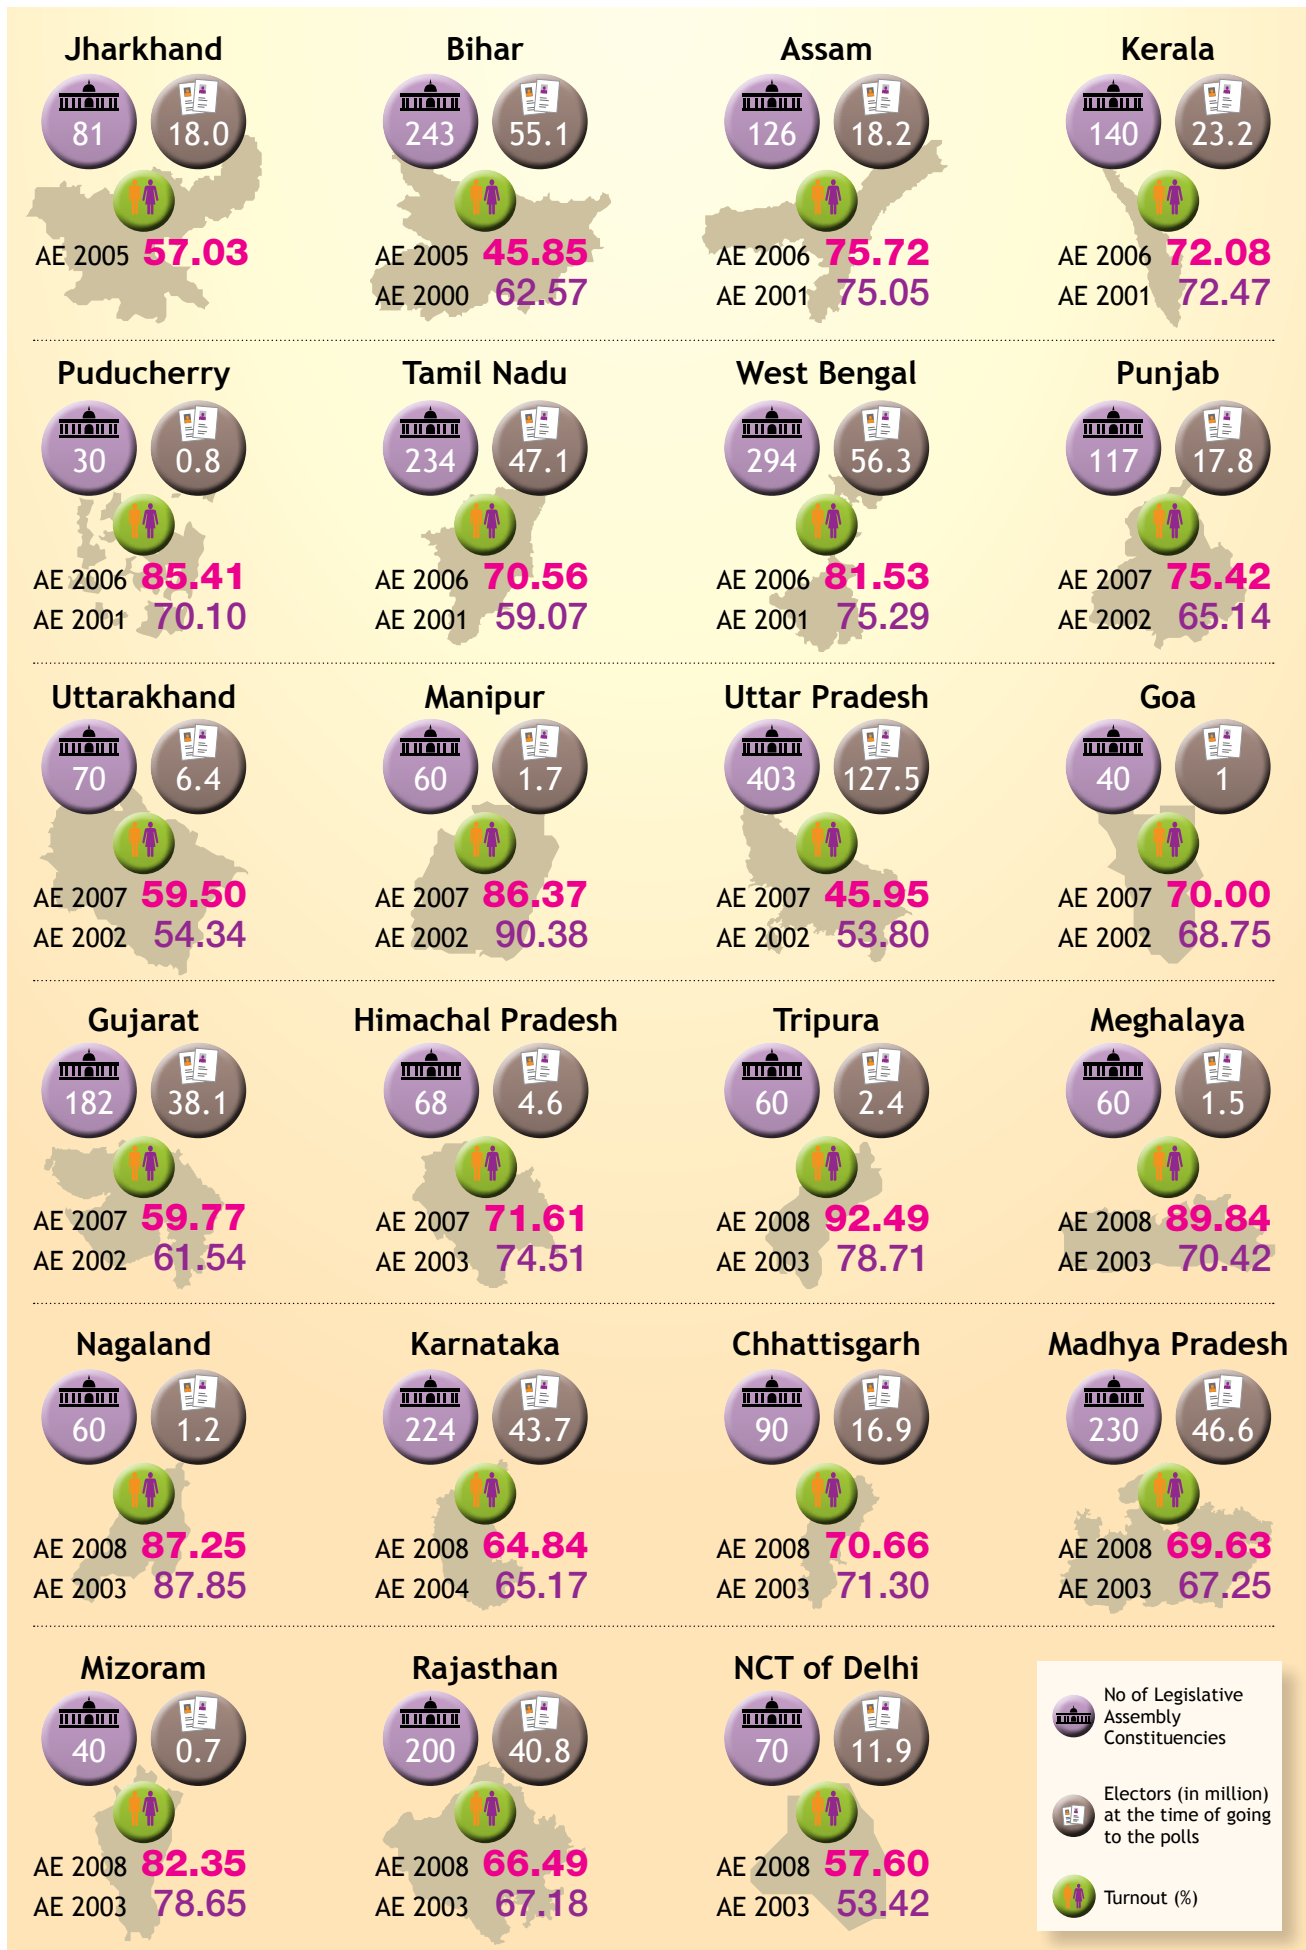 Jharkhand
81 18.0
AE 2005 57.03
Bihar
243 55.1
AE 2005 45.85
AE 2000 62.57
Assam
126 18.2
AE 2006 75.72
AE 2001 75.05
Kerala
140 23.2
AE 2006 72.08
AE 2001 72.47
Puducherry
30 0.8
AE 2006 85.41
AE 2001 70.10
Tamil Nadu
234 47.1
AE 2006 70.56
AE 2001 59.07
West Bengal
294 56.3
AE 2006 81.53
AE 2001 75.29
Punjab
117 17.8
AE 2007 75.42
AE 2002 65.14
Uttarakhand
70 6.4
AE 2007 59.50
AE 2002 54.34
Manipur
60 1.7
AE 2007 86.37
AE 2002 90.38
Uttar Pradesh
403 127.5
AE 2007 45.95
AE 2002 53.80
Goa
40 1
AE 2007 70.00
AE 2002 68.75
Gujarat
182 38.1
AE 2007 59.77
AE 2002 61.54
Himachal Pradesh
68 4.6
AE 2007 71.61
AE 2003 74.51
Tripura
60 2.4
AE 2008 92.49
AE 2003 78.71
Meghalaya
60 1.5
AE 2008 89.84
AE 2003 70.42
Nagaland
60 1.2
AE 2008 87.25
AE 2003 87.85
Karnataka
224 43.7
AE 2008 64.84
AE 2004 65.17
Chhattisgarh
90 16.9
AE 2008 70.66
AE 2003 71.30
Madhya Pradesh
230 46.6
AE 2008 69.63
AE 2003 67.25
Mizoram
40 0.7
AE 2008 82.35
AE 2003 78.65
Rajasthan
200 40.8
AE 2008 66.49
AE 2003 67.18
NCT of Delhi
70 11.9
AE 2008 57.60
AE 2003 53.42
No of Legislative
Assembly
Constituencies
Electors (in million)
at the time of going
to the polls
Turnout (%)